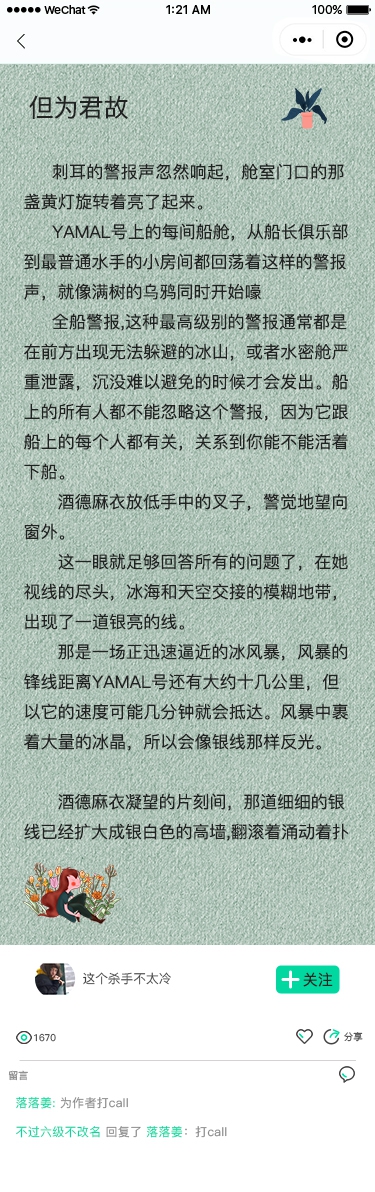 WeChat 1:21 AM 100%
但为君故
刺耳的警报声忽然响起，舱室门口的那
盏黄灯旋转着亮了起来。
YAMAL号上的每间船舱，从船长俱乐部
到最普通水手的小房间都回荡着这样的警报
声，就像满树的乌鸦同时开始嚎
全船警报,这种最高级别的警报通常都是
在前方出现无法躲避的冰山，或者水密舱严
重泄露，沉没难以避免的时候才会发出。船
上的所有人都不能忽略这个警报，因为它跟
船上的每个人都有关，关系到你能不能活着
下船。
酒德麻衣放低手中的叉子，警觉地望向
窗外。
这一眼就足够回答所有的问题了，在她
视线的尽头，冰海和天空交接的模糊地带，
出现了一道银亮的线。
那是一场正迅速逼近的冰风暴，风暴的
锋线距离YAMAL号还有大约十几公里，但
以它的速度可能几分钟就会抵达。风暴中裹
着大量的冰晶，所以会像银线那样反光。
酒德麻衣凝望的片刻间，那道细细的银
线已经扩大成银白色的高墙,翻滚着涌动着扑
这个杀手不太冷
关注
1670
分享
留言
落落姜: 为作者打call
不过六级不改名 回复了 落落姜：打call